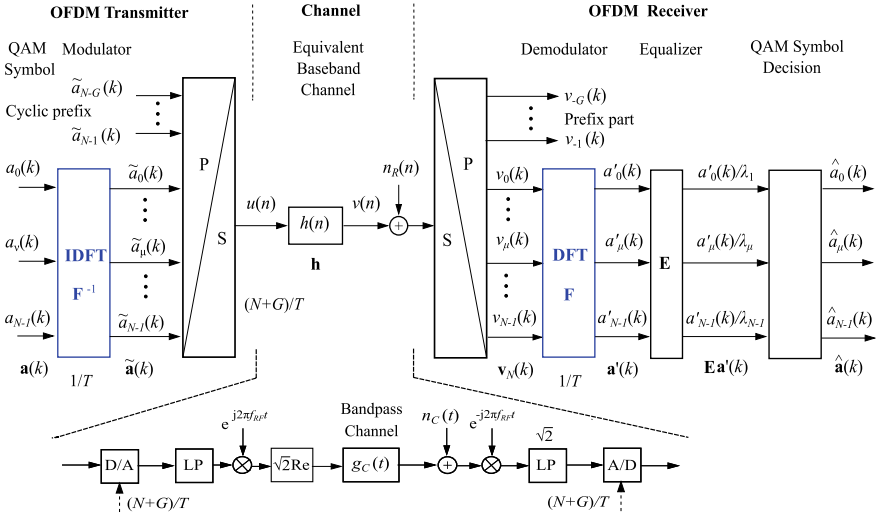 OFDM Transmitter
Channel
OFDM Receiver
QAM Symbol
Modulator
Equivalent Baseband Channel
Demodulator
Equalizer
QAM Symbol Decision
ã_{N-G}(k)
Cyclic prefix
ã_{N-1}(k)
a_0(k)
a_ν(k)
a_{N-1}(k)
a(k)
IDFT
F^{-1}
1/T
ã_0(k)
ã_μ(k)
ã_{N-1}(k)
ã(k)
P
S
(N+G)/T
u(n)
h(n)
h
v(n)
n_R(n)
+
P
S
v_{-G}(k)
Prefix part
v_{-1}(k)
v_0(k)
v_μ(k)
v_{N-1}(k)
v_N(k)
DFT
F
1/T
a'_0(k)
a'_μ(k)
a'_{N-1}(k)
a'(k)
E
a'_0(k)/λ_1
a'_μ(k)/λ_μ
a'_{N-1}(k)/λ_{N-1}
E a'(k)
â_0(k)
â_μ(k)
â_{N-1}(k)
â(k)
D/A
(N+G)/T
LP
e^{j2πf_{RF}t}
√2Re
Bandpass Channel
g_C(t)
n_C(t)
+
e^{-j2πf_{RF}t}
√2
LP
A/D
(N+G)/T